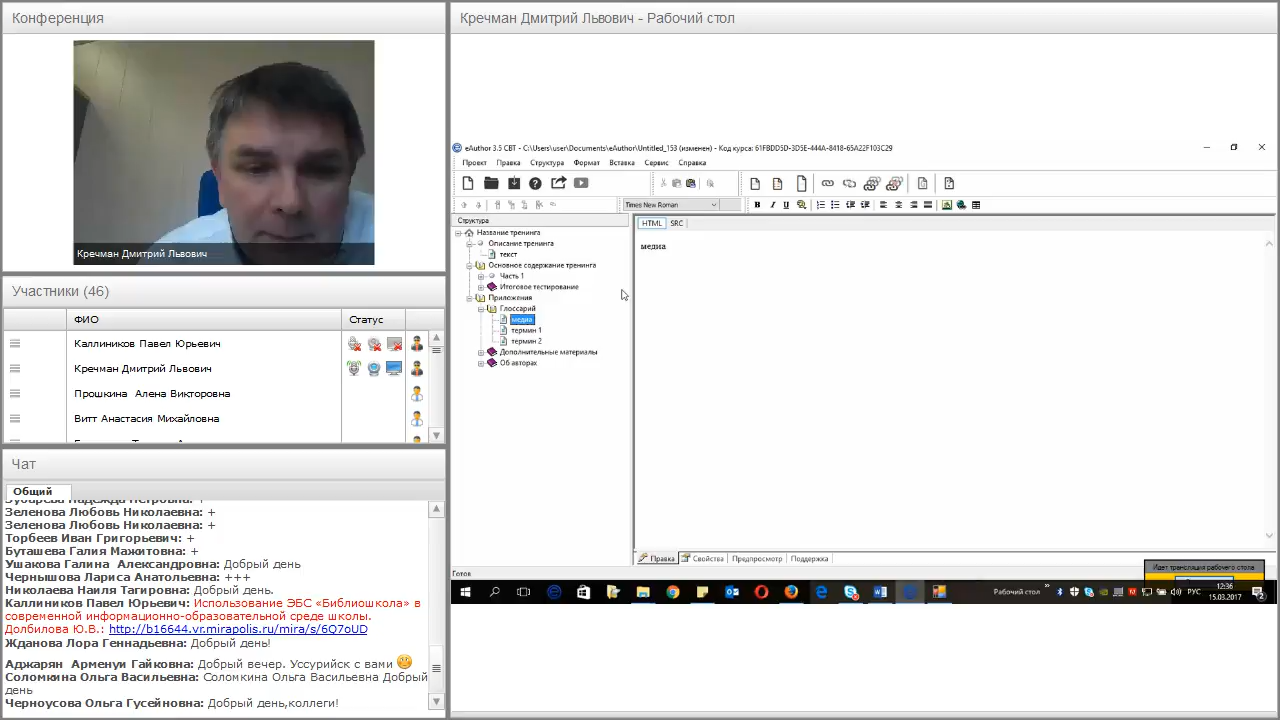 Конференция
Кречман Дмитрий Львович
Участники (46)
ФИО Статус
Каллиников Павел Юрьевич
Кречман Дмитрий Львович
Прошкина Алена Викторовна
Витт Анастасия Михайловна
Чат
Общий
Зубарева Надежда Петровна: +
Зеленова Любовь Николаевна: +
Зеленова Любовь Николаевна: +
Торбеев Иван Григорьевич: +
Буташева Галия Мажитовна: +
Ушакова Галина Александровна: Добрый день
Чернышова Лариса Анатольевна: +++
Николаева Наиля Тагировна: Добрый день.
Каллиников Павел Юрьевич: Использование ЭБС «Библиошкола» в
современной информационно-образовательной среде школы.
Долбилова Ю.В.: http://b16644.vr.mirapolis.ru/mira/s/6Q7oUD
Жданова Лора Геннадьевна: Добрый день!
Аджарян Арменуи Гайковна: Добрый вечер. Уссурийск с вами
Соломкина Ольга Васильевна: Соломкина Ольга Васильевна Добрый
день
Черноусова Ольга Гусейновна: Добрый день,коллеги!
Кречман Дмитрий Львович - Рабочий стол
eAuthor 3.5 CBT - C:\Users\user\Documents\eAuthor\Untitled_153 (изменен) - Код курса: 61FBDD5D-3D5E-444A-8418-65A22F103C29
Проект Правка Структура Формат Вставка Сервис Справка
Times New Roman
B I U
Структура
Название тренинга
Описание тренинга
текст
Основное содержание тренинга
Часть 1
Итоговое тестирование
Приложения
Глоссарий
медиа
термин 1
термин 2
Дополнительные материалы
Об авторах
HTML SRC
медиа
Правка Свойства Предпросмотр Поддержка
Готов
Идет трансляция рабочего стола
Рабочий стол
РУС
12:36
15.03.2017